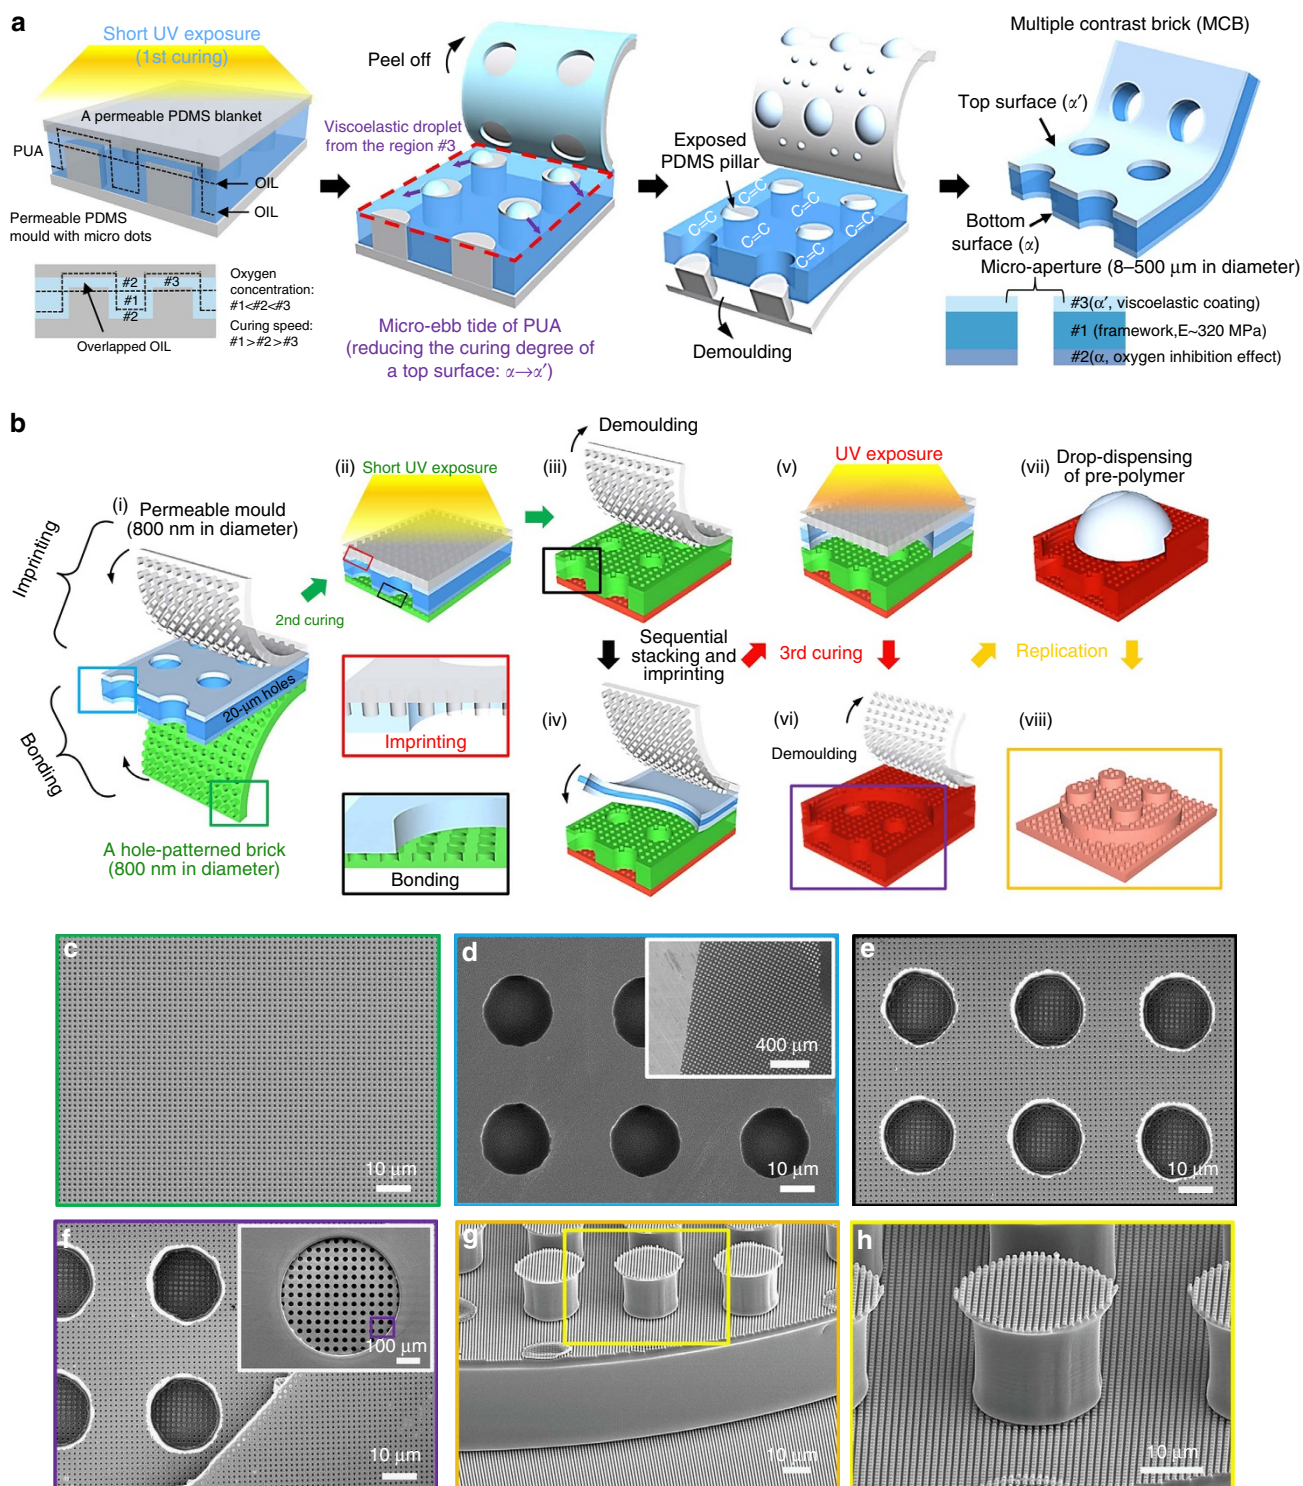 a
Short UV exposure
(1st curing)
A permeable PDMS blanket
PUA
OIL
OIL
Permeable PDMS
mould with micro dots
#2
#3
#1
#2
Overlapped OIL
Oxygen
concentration:
#1<#2<#3
Curing speed:
#1>#2>#3
Peel off
Viscoelastic droplet
from the region #3
Micro-ebb tide of PUA
(reducing the curing degree of
a top surface: α→α′)
Exposed
PDMS pillar
C=C
C=C
C=C
C=C
C=C
C=C
Demoulding
Multiple contrast brick (MCB)
Top surface (α′)
Bottom
surface (α)
Micro-aperture (8–500 μm in diameter)
#3(α′, viscoelastic coating)
#1 (framework,E~320 MPa)
#2(α, oxygen inhibition effect)
b
Imprinting
Bonding
(i)
Permeable mould
(800 nm in diameter)
20-μm holes
A hole-patterned brick
(800 nm in diameter)
2nd curing
(ii)
Short UV exposure
Imprinting
Bonding
(iii)
Demoulding
Sequential
stacking and
imprinting
(iv)
(v)
UV exposure
3rd curing
(vi)
Demoulding
(vii)
Drop-dispensing
of pre-polymer
Replication
(viii)
c
10 μm
d
400 μm
10 μm
e
10 μm
f
100 μm
10 μm
g
10 μm
h
10 μm